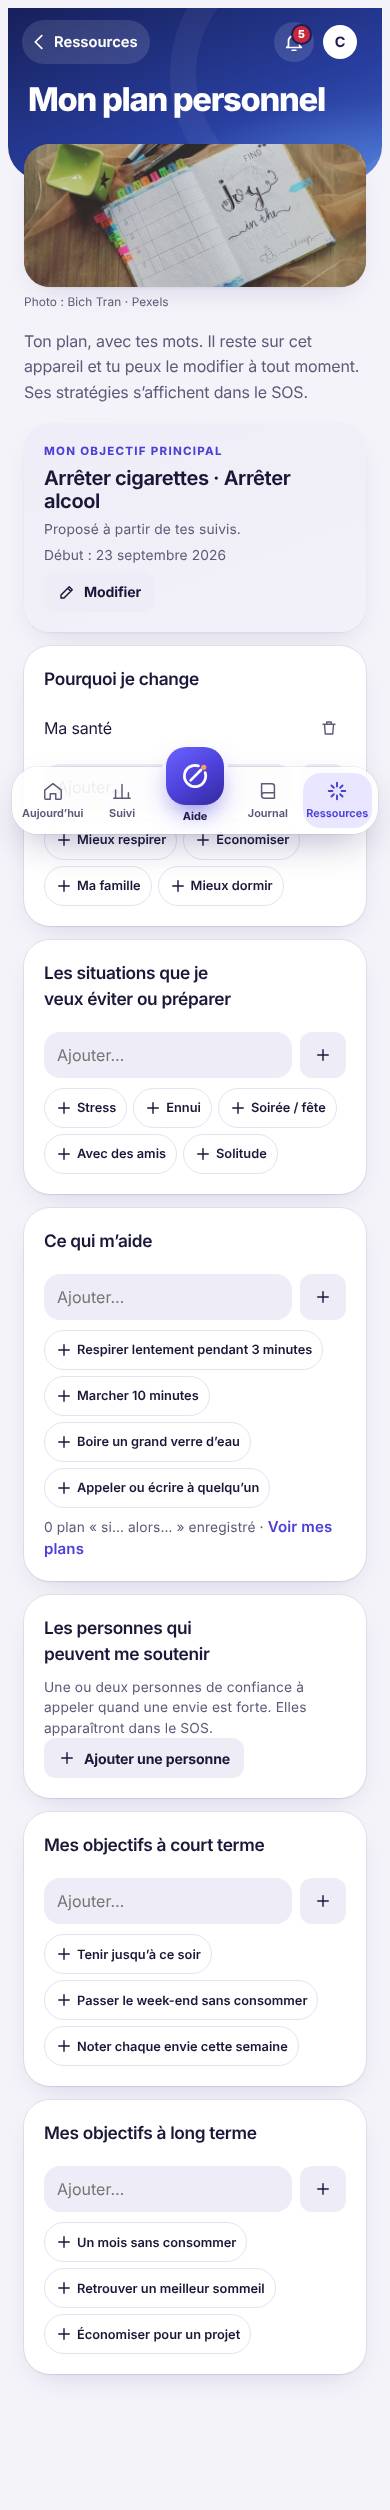 Ressources
5
C
Mon plan personnel
FIND
joy
in the
Photo : Bich Tran · Pexels
Ton plan, avec tes mots. Il reste sur cet
appareil et tu peux le modifier à tout moment.
Ses stratégies s’affichent dans le SOS.
MON OBJECTIF PRINCIPAL
Arrêter cigarettes · Arrêter
alcool
Proposé à partir de tes suivis.
Début : 23 septembre 2026
Modifier
Pourquoi je change
Ma santé
Ajouter...
Aujourd’hui
Suivi
Aide
Journal
Ressources
Mieux respirer
Économiser
Ma famille
Mieux dormir
Les situations que je
veux éviter ou préparer
Ajouter...
Stress
Ennui
Soirée / fête
Avec des amis
Solitude
Ce qui m’aide
Ajouter...
Respirer lentement pendant 3 minutes
Marcher 10 minutes
Boire un grand verre d’eau
Appeler ou écrire à quelqu’un
0 plan « si... alors... » enregistré · Voir mes
plans
Les personnes qui
peuvent me soutenir
Une ou deux personnes de confiance à
appeler quand une envie est forte. Elles
apparaîtront dans le SOS.
Ajouter une personne
Mes objectifs à court terme
Ajouter...
Tenir jusqu’à ce soir
Passer le week-end sans consommer
Noter chaque envie cette semaine
Mes objectifs à long terme
Ajouter...
Un mois sans consommer
Retrouver un meilleur sommeil
Économiser pour un projet